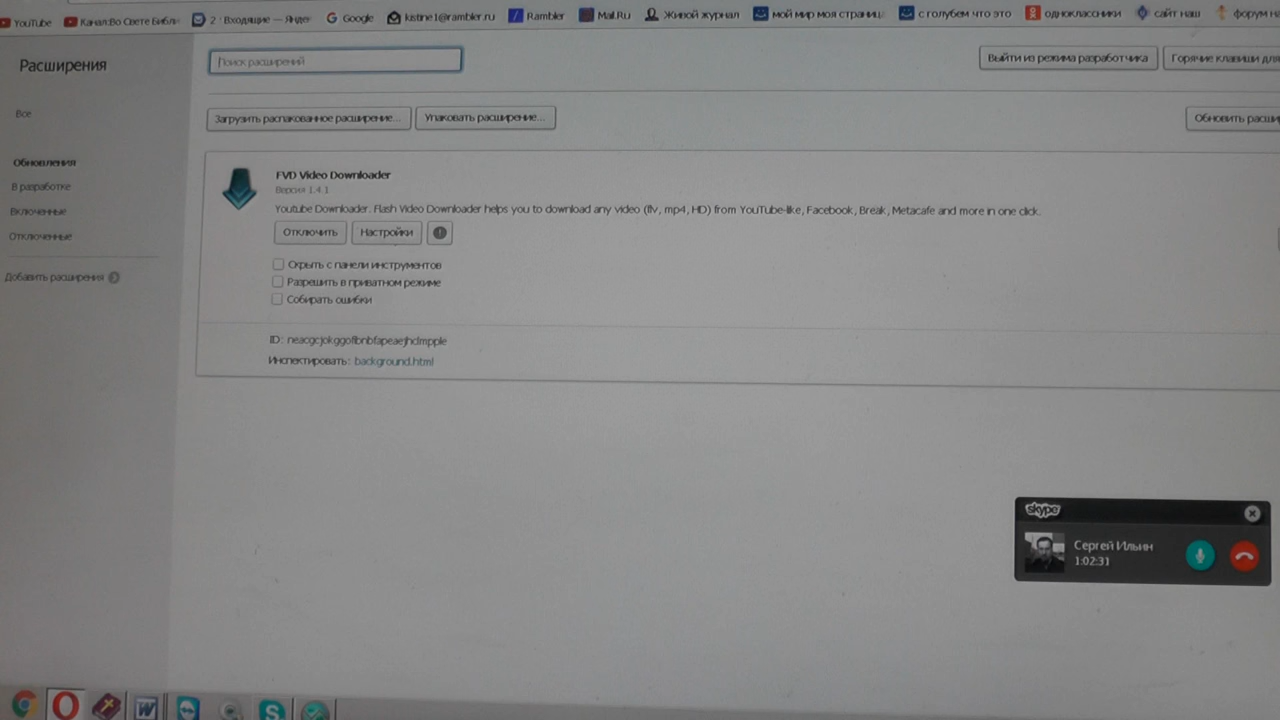 YouTube Канал:Во Свете Библи 2 · Входящие — Янде Google kistine1@rambler.ru Rambler Mail.Ru Живой журнал мой мир моя страниц с голубем что это одноклассники сайт наш форум на
Расширения
Поиск расширений
Выйти из режима разработчика
Горячие клавиши для
Все
Загрузить распакованное расширение...
Упаковать расширение...
Обновить расши
Обновления
В разработке
Включенные
Отключенные
Добавить расширения
FVD Video Downloader
Версия 1.4.1
Youtube Downloader. Flash Video Downloader helps you to download any video (flv, mp4, HD) from YouTube-like, Facebook, Break, Metacafe and more in one click.
Отключить Настройки
Скрыть с панели инструментов
Разрешить в приватном режиме
Собирать ошибки
ID:
Инспектировать: background.html
skype
Сергей Ильин
1:02:31